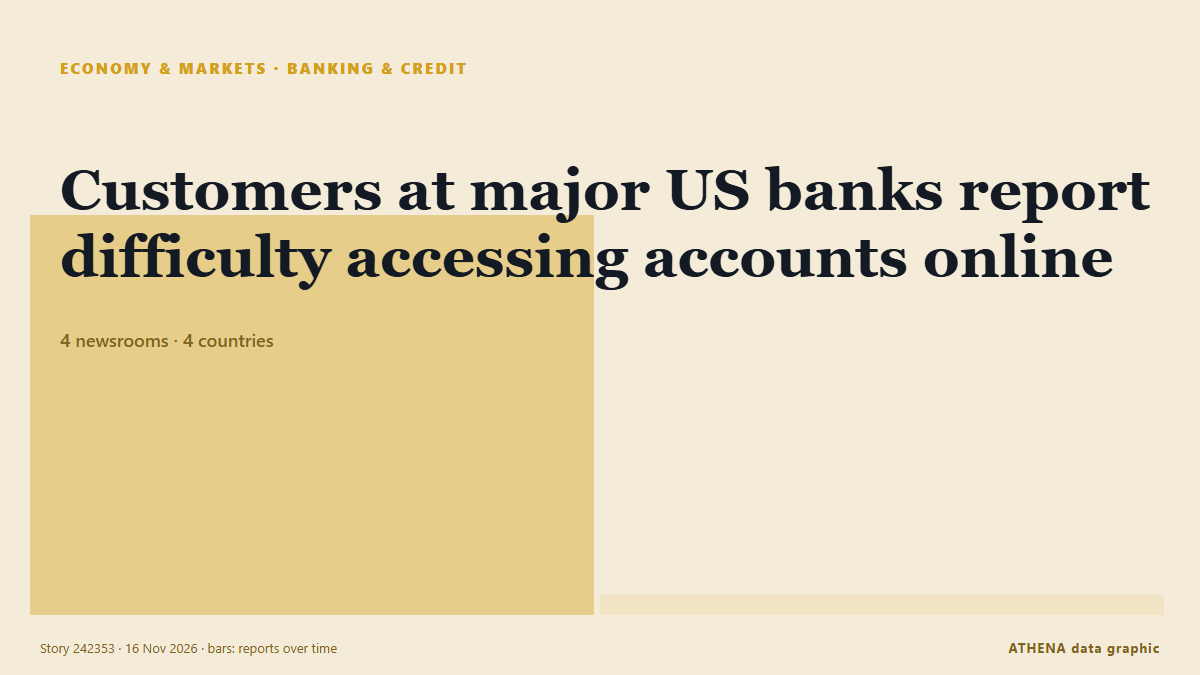 ECONOMY & MARKETS · BANKING & CREDIT
Customers at major US banks report
difficulty accessing accounts online
4 newsrooms · 4 countries
Story 242353 · 16 Nov 2026 · bars: reports over time
ATHENA data graphic